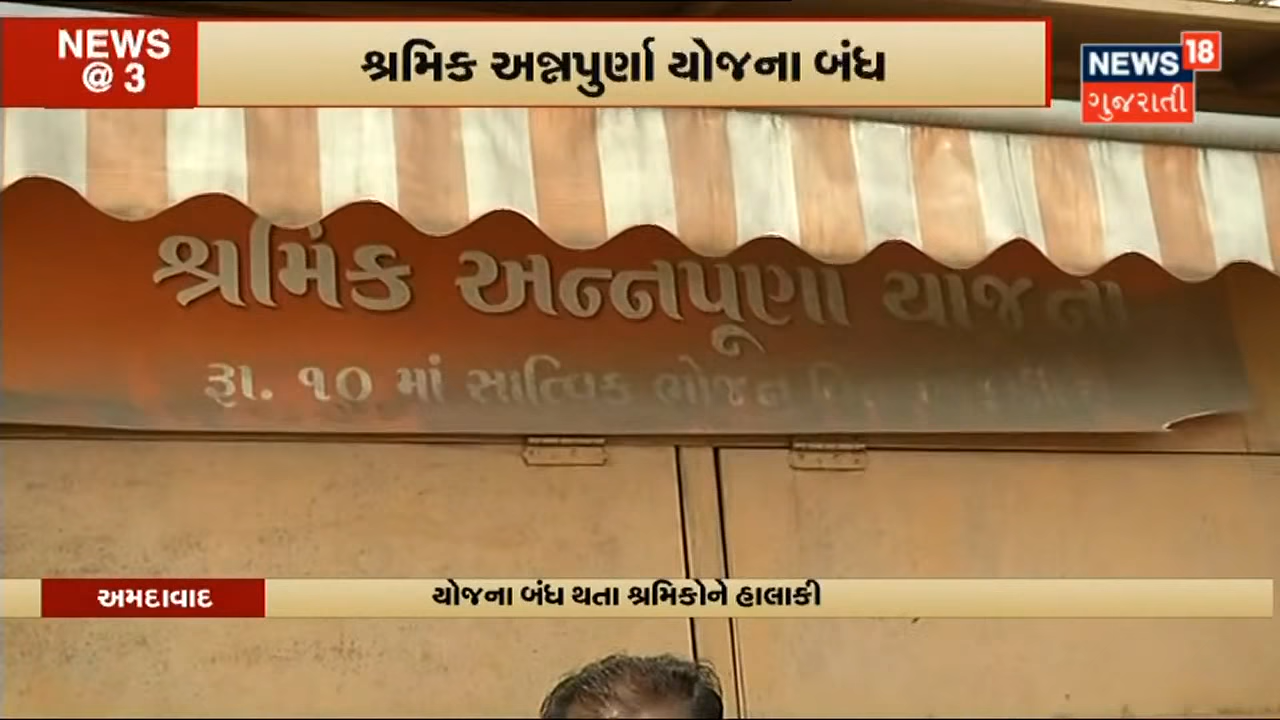 NEWS
@ 3
શ્રમિક અન્નપુર્ણા યોજના બંધ
NEWS 18
ગુજરાતી
શ્રમિક અન્નપૂણા યાજના
રૂા. ૧૦ માં સાત્વિક ભોજન
અમદાવાદ
યોજના બંધ થતા શ્રમિકોને હાલાકી